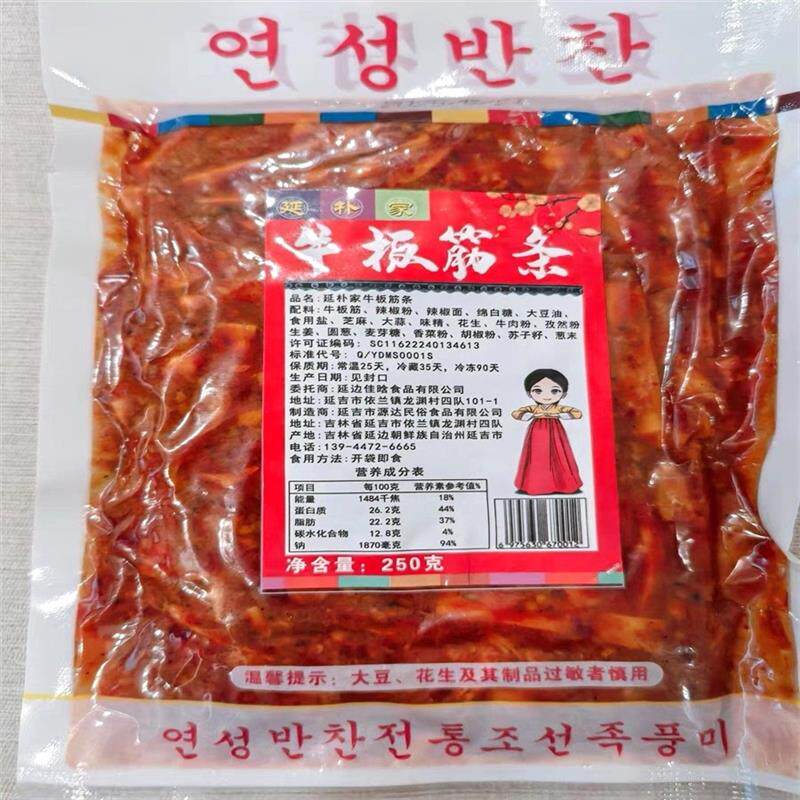 연성반찬
延朴家
牛板筋条
品名:延朴家牛板筋条
配料:牛板筋、辣椒粉、辣椒面、绵白糖、大豆油、
食用盐、芝麻、大蒜、味精、花生、牛肉粉、孜然粉
生姜、圆葱、麦芽糖、香菜粉、胡椒粉、苏子籽、葱末
许可证编码: SC11622240134613
标准代号: Q/YDMS0001S
保质期:常温25天,冷藏35天,冷冻90天
生产日期:见封口
委托商:延边佳晗食品有限公司
地址:延吉市依兰镇龙渊村四队101-1
制造商:延吉市源达民俗食品有限公司
地址:吉林省延吉市依兰镇龙渊村四队
产地:吉林省延边朝鲜族自治州延吉市
电话:139-4472-6665
食用方法:开袋即食
营养成分表
项目 每100克 营养素参考值%
能量 1484千焦 18%
蛋白质 26.2克 44%
脂肪 22.2克 37%
碳水化合物 12.8克 4%
钠 1870毫克 94%
净含量: 250克
6 975630 670012
温馨提示: 大豆、花生及其制品过敏者慎用
연성반찬전통조선족풍미